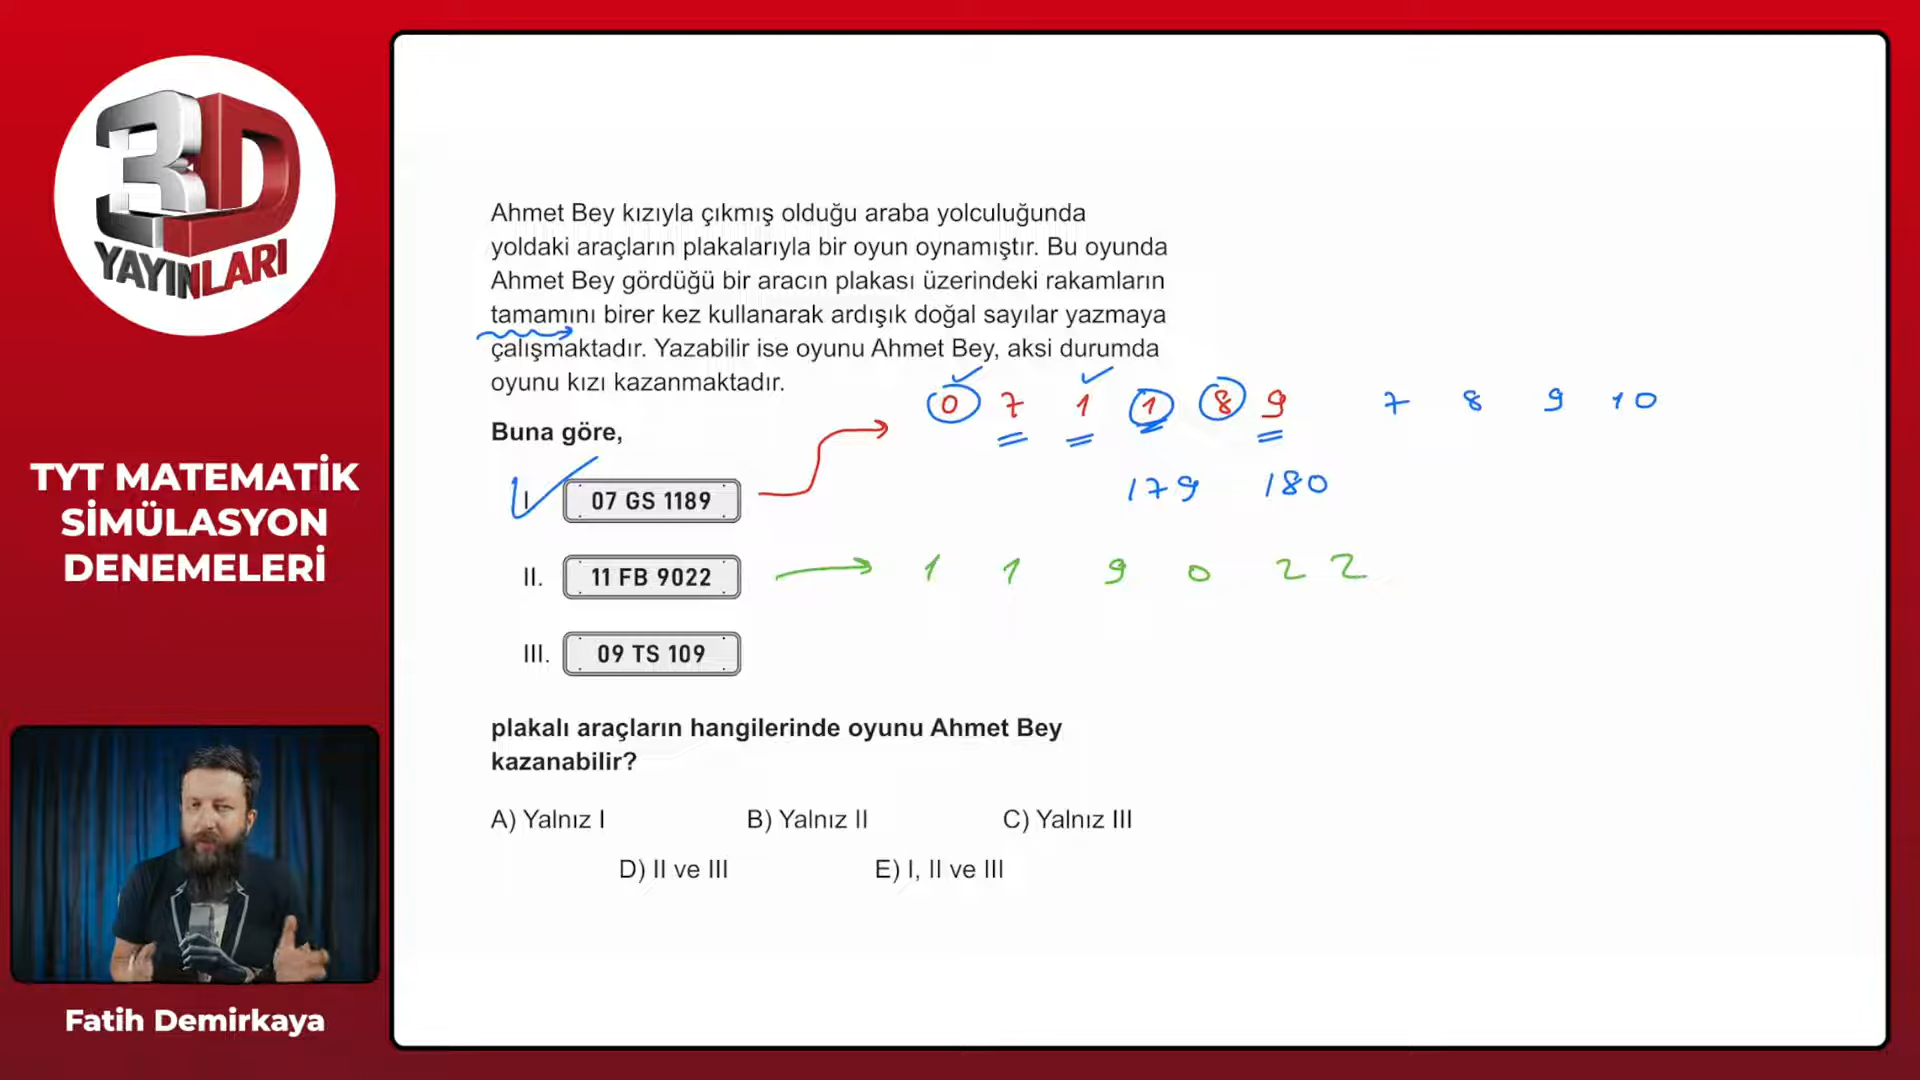 3D
YAYINLARI
TYT MATEMATİK
SİMÜLASYON
DENEMELERİ
Fatih Demirkaya
Ahmet Bey kızıyla çıkmış olduğu araba yolculuğunda
yoldaki araçların plakalarıyla bir oyun oynamıştır. Bu oyunda
Ahmet Bey gördüğü bir aracın plakası üzerindeki rakamların
tamamını birer kez kullanarak ardışık doğal sayılar yazmaya
çalışmaktadır. Yazabilir ise oyunu Ahmet Bey, aksi durumda
oyunu kızı kazanmaktadır.
0 7 1 1 8 9 7 8 9 10
Buna göre,
179 180
I. 07 GS 1189
II. 11 FB 9022
1 1 9 0 2 2
III. 09 TS 109
plakalı araçların hangilerinde oyunu Ahmet Bey
kazanabilir?
A) Yalnız I B) Yalnız II C) Yalnız III
D) II ve III E) I, II ve III